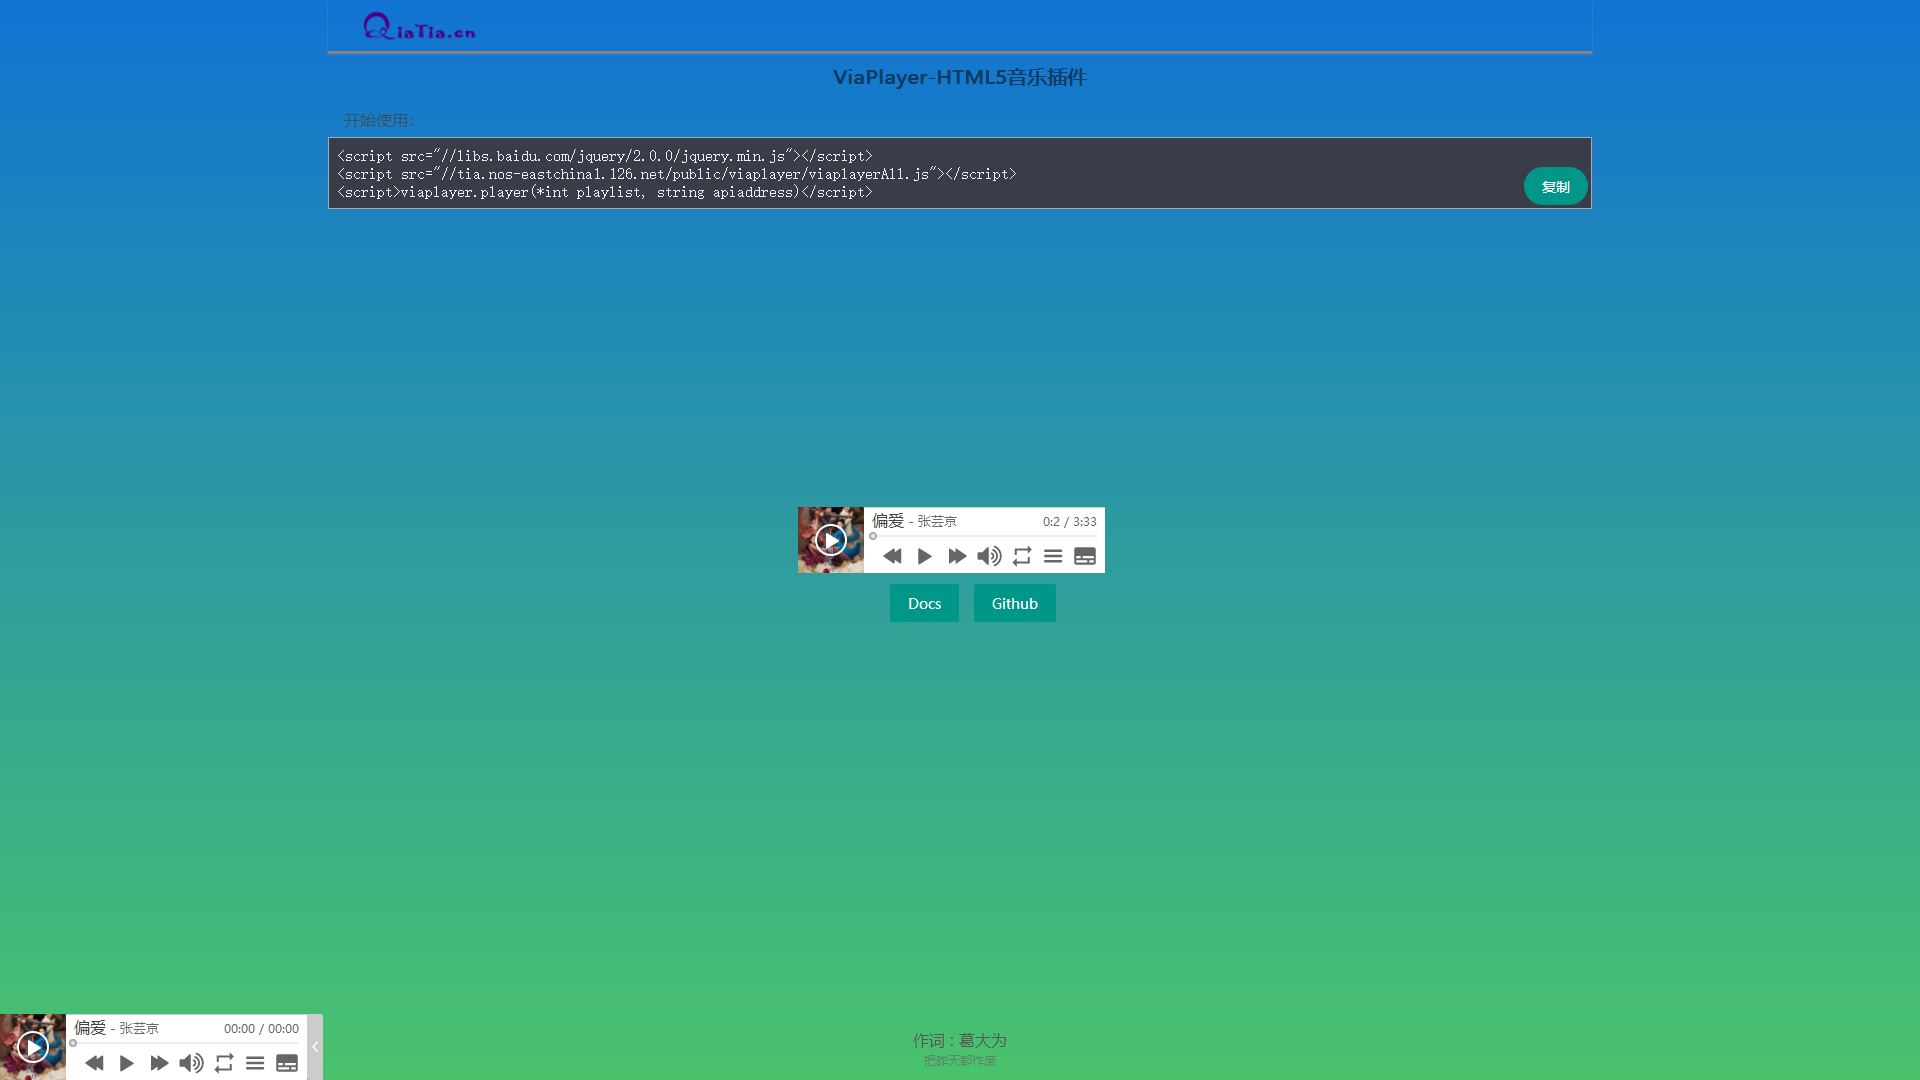 QiaTia.cn
ViaPlayer-HTML5音乐插件
开始使用:
<script src="//libs.baidu.com/jquery/2.0.0/jquery.min.js"></script>
<script src="//tia.nos-eastchina1.126.net/public/viaplayer/viaplayerAll.js"></script>
<script>viaplayer.player(*int playlist, string apiaddress)</script>
复制
偏爱 - 张芸京
0:2 / 3:33
Docs
Github
偏爱 - 张芸京
00:00 / 00:00
作词 : 葛大为
把昨天都作废